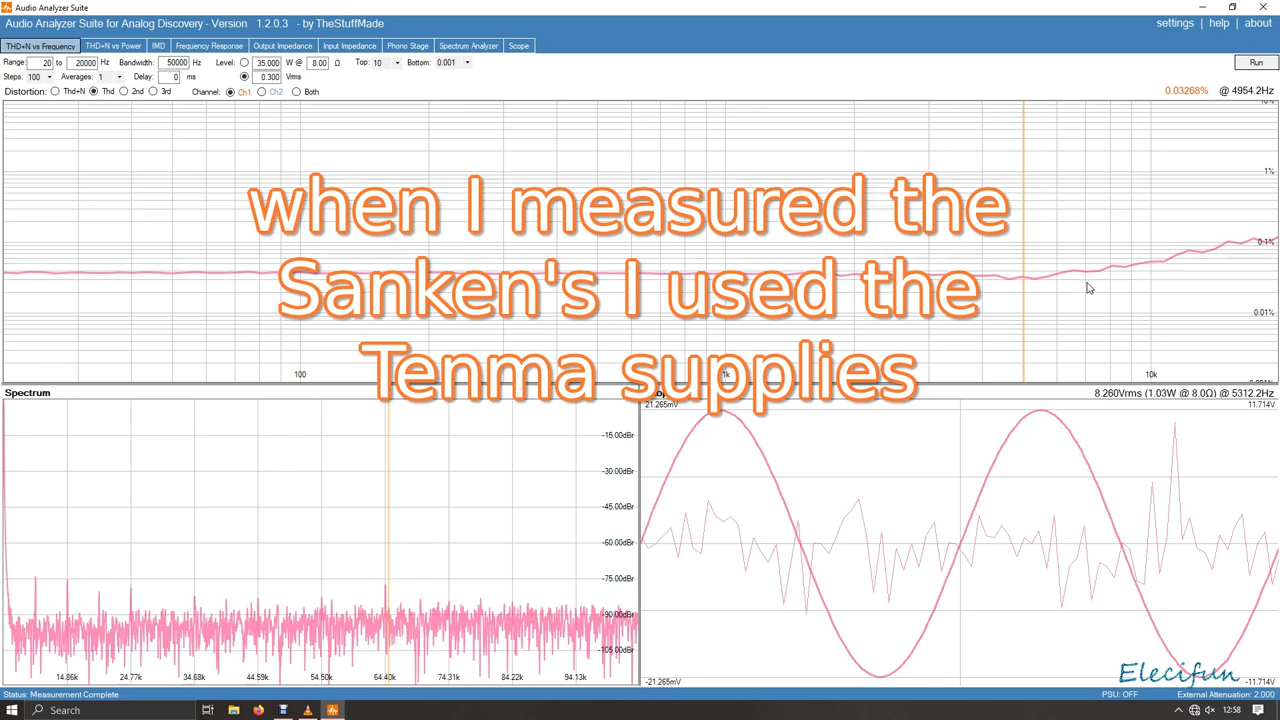 Audio Analyzer Suite
Audio Analyzer Suite for Analog Discovery - Version 1.2.0.3 - by TheStuffMade
settings | help | about
THD+N vs Frequency THD+N vs Power IMD Frequency Response Output Impedance Input Impedance Phono Stage Spectrum Analyzer Scope
Range: 20 to 20000 Hz Bandwidth: 50000 Hz Level: 35.000 W @ 8.00 Ω Top: 10 Bottom: 0.001
Run
Steps: 100 Averages: 1 Delay: 0 ms 0.300 Vrms
Distortion: Thd+N Thd 2nd 3rd Channel: Ch1 Ch2 Both
0.03268% @ 4954.2Hz
1%
when I measured the
0.1%
Sanken's I used the
0.01%
Tenma supplies
100 1k 10k
Spectrum
8.260Vrms (1.03W @ 8.0Ω) @ 5312.2Hz
21.265mV 11.714V
-15.00dBr
-30.00dBr
-45.00dBr
-60.00dBr
-75.00dBr
-90.00dBr
-105.00dBr
14.86k 24.77k 34.68k 44.59k 54.50k 64.40k 74.31k 84.22k 94.13k
-21.265mV -11.714V
Elecifun
Status: Measurement Complete
PSU: OFF External Attenuation: 2.000
Search
12:58